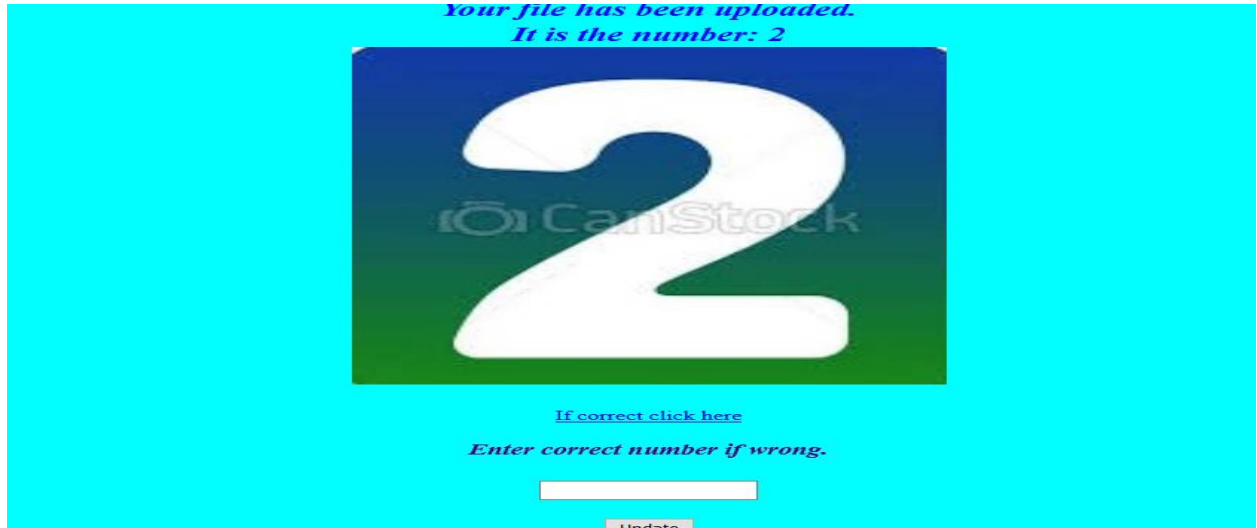 Your file has been uploaded.
It is the number: 2
2
CanStock
If correct click here
Enter correct number if wrong.
Update